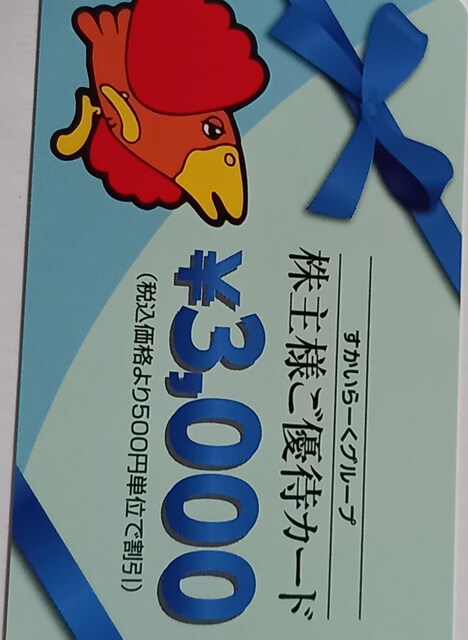 すかいらーくグループ
株主様ご優待カード
¥3,000
(税込価格より500円単位で割引)